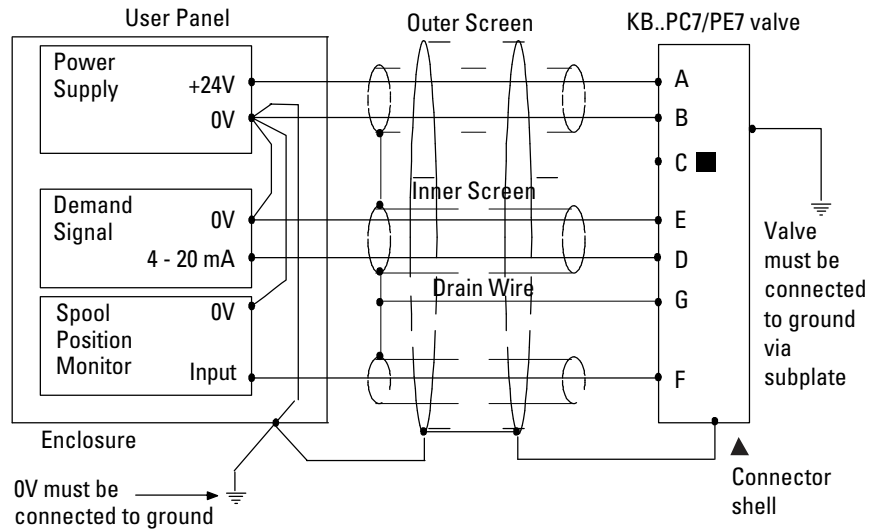 User Panel
Outer Screen
KB..PC7/PE7 valve
Power
Supply
+24V
0V
A
B
C
Inner Screen
Demand
Signal
0V
4 - 20 mA
E
D
Drain Wire
G
Spool
Position
Monitor
0V
Input
F
Valve
must be
connected
to ground
via
subplate
Enclosure
0V must be
connected to ground
Connector
shell